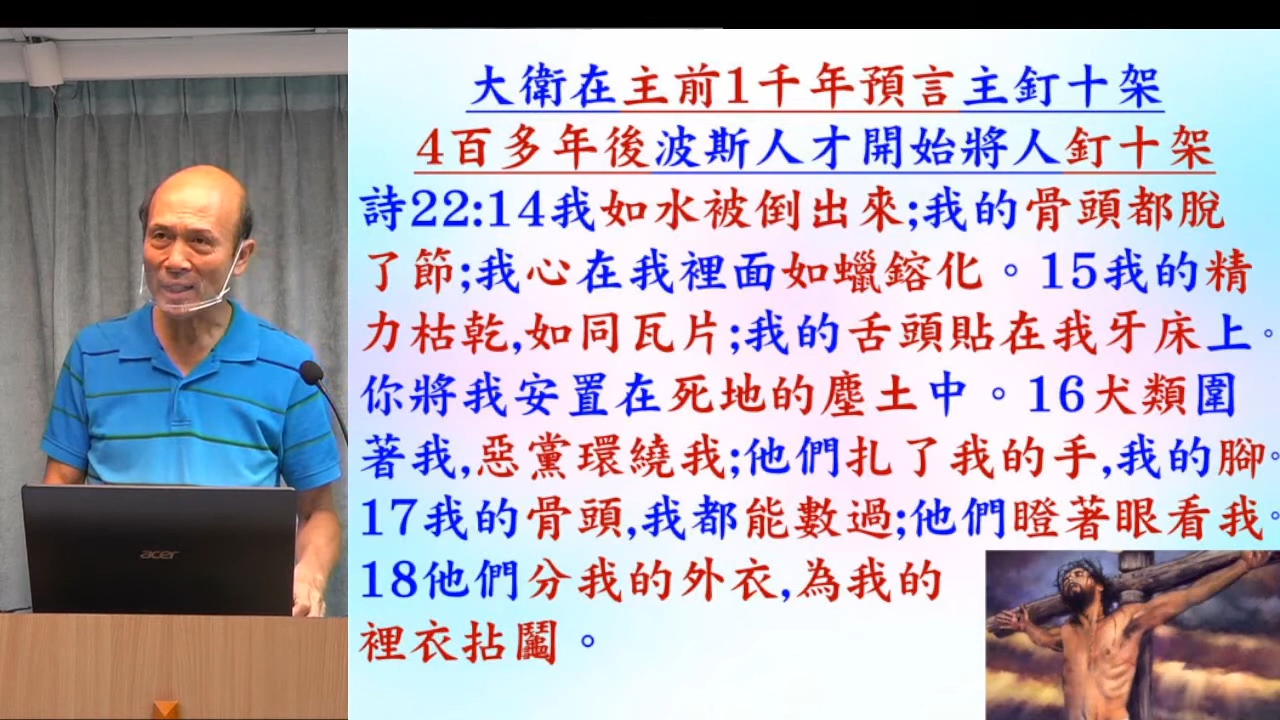 大衛在主前1千年預言主釘十架
4百多年後波斯人才開始將人釘十架
詩22:14我如水被倒出來;我的骨頭都脫
了節;我心在我裡面如蠟鎔化。15我的精
力枯乾,如同瓦片;我的舌頭貼在我牙床上。
你將我安置在死地的塵土中。16犬類圍
著我,惡黨環繞我;他們扎了我的手,我的腳。
17我的骨頭,我都能數過;他們瞪著眼看我。
18他們分我的外衣,為我的
裡衣拈鬮。
acer